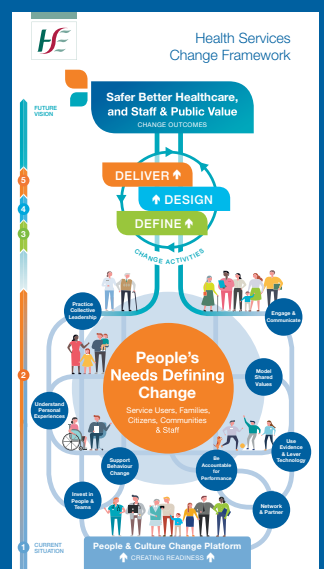 HE
Health Services
Change Framework
FUTURE
VISION
Safer Better Healthcare,
and Staff & Public Value
CHANGE OUTCOMES
DELIVER
DESIGN
DEFINE
CHANGE ACTIVITIES
5
4
3
2
1
Practice
Collective
Leadership
Engage &
Communicate
People's
Needs Defining
Change
Service Users, Families,
Citizens, Communities
& Staff
Model
Shared
Values
Understand
Personal
Experiences
Use
Evidence
& Lever
Technology
Support
Behaviour
Change
Be
Accountable
for
Performance
Invest in
People &
Teams
Network
& Partner
CURRENT
SITUATION
People & Culture Change Platform
CREATING READINESS